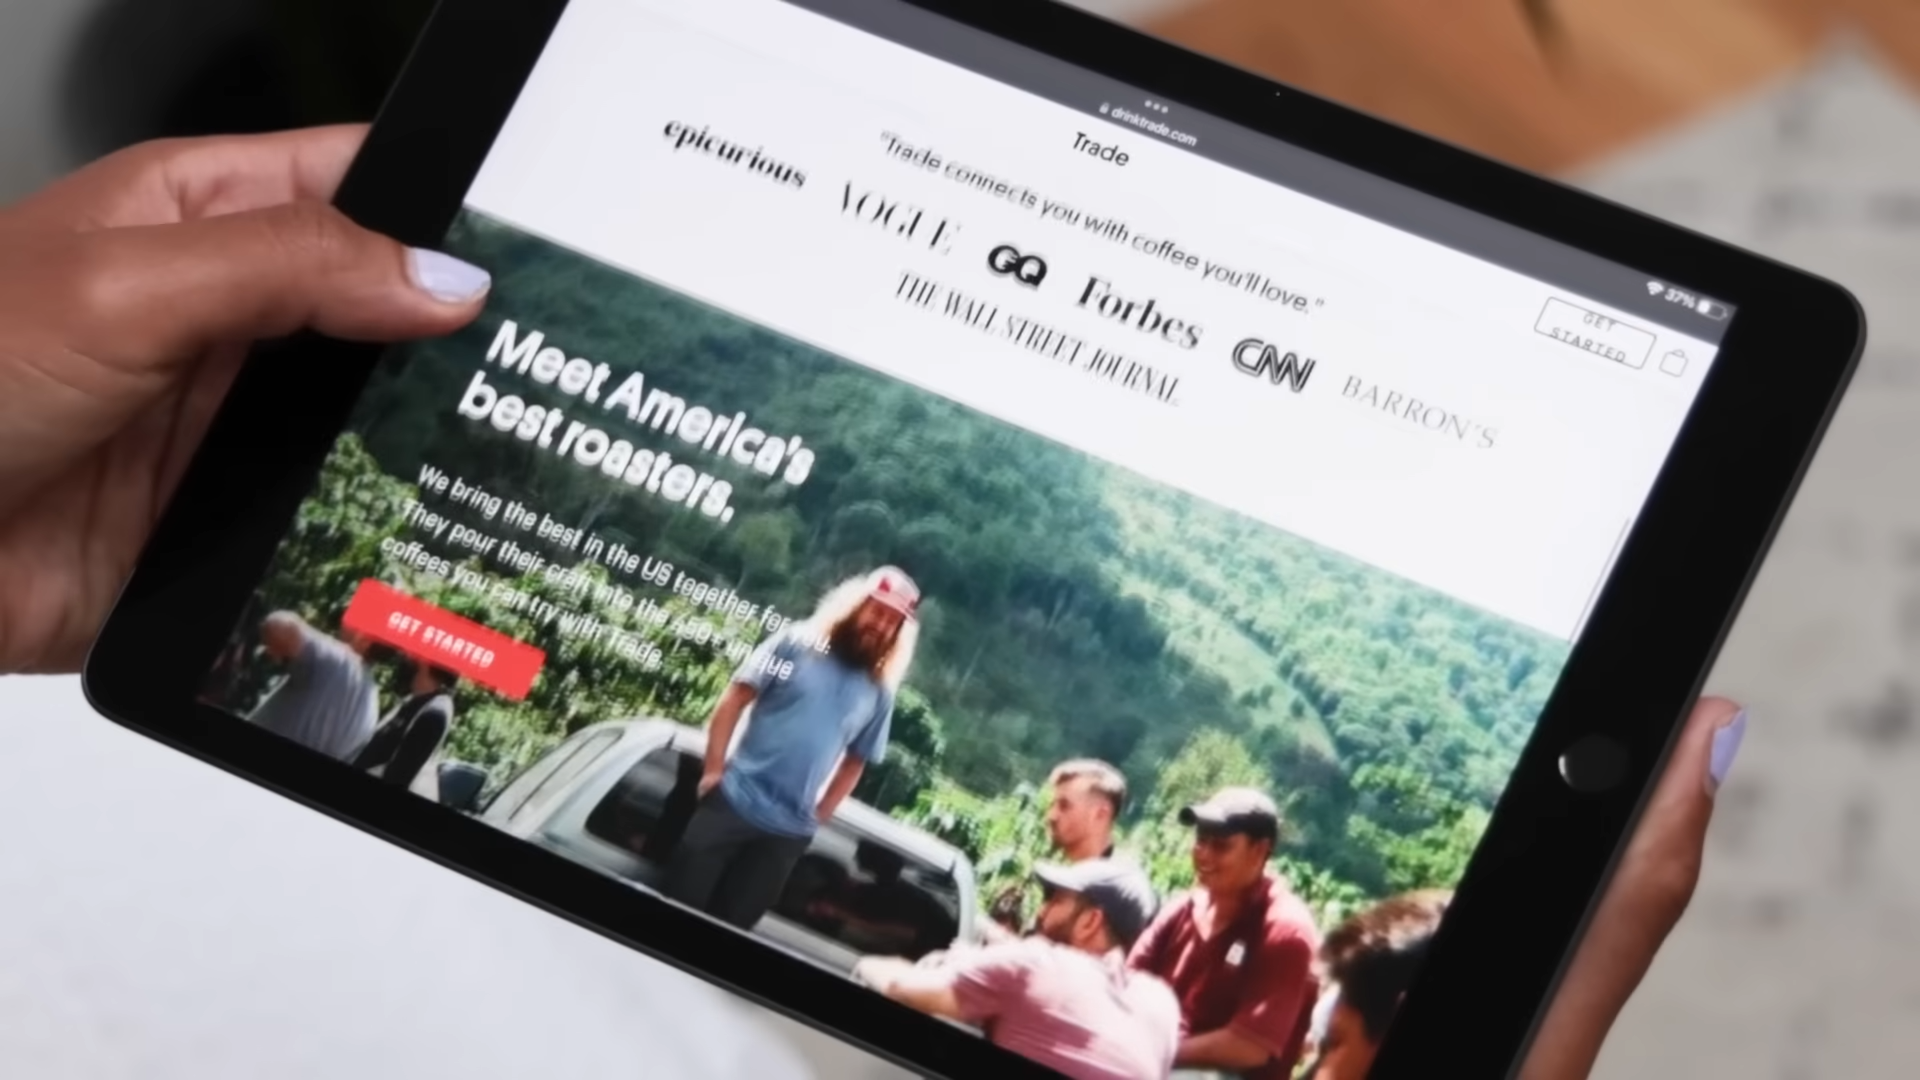 drinktrade.com
37%
Trade
GET
STARTED
"Trade connects you with coffee you'll love."
epicurious VOGUE GQ Forbes CNN BARRON'S
THE WALL STREET JOURNAL
Meet America's
best roasters.
We bring the best in the US together for you.
They pour their craft into the 450+ unique
coffees you can try with Trade.
GET STARTED